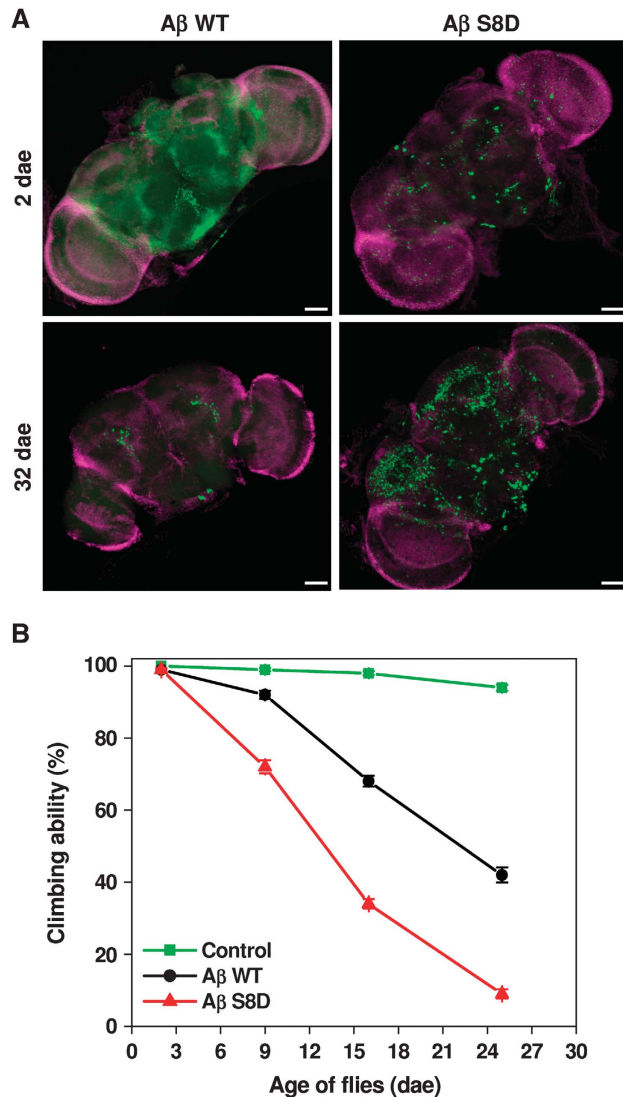 A
Aβ WT
Aβ S8D
2 dae
32 dae
B
100
80
60
40
20
0
Climbing ability (%)
Control
Aβ WT
Aβ S8D
0 3 6 9 12 15 18 21 24 27 30
Age of flies (dae)